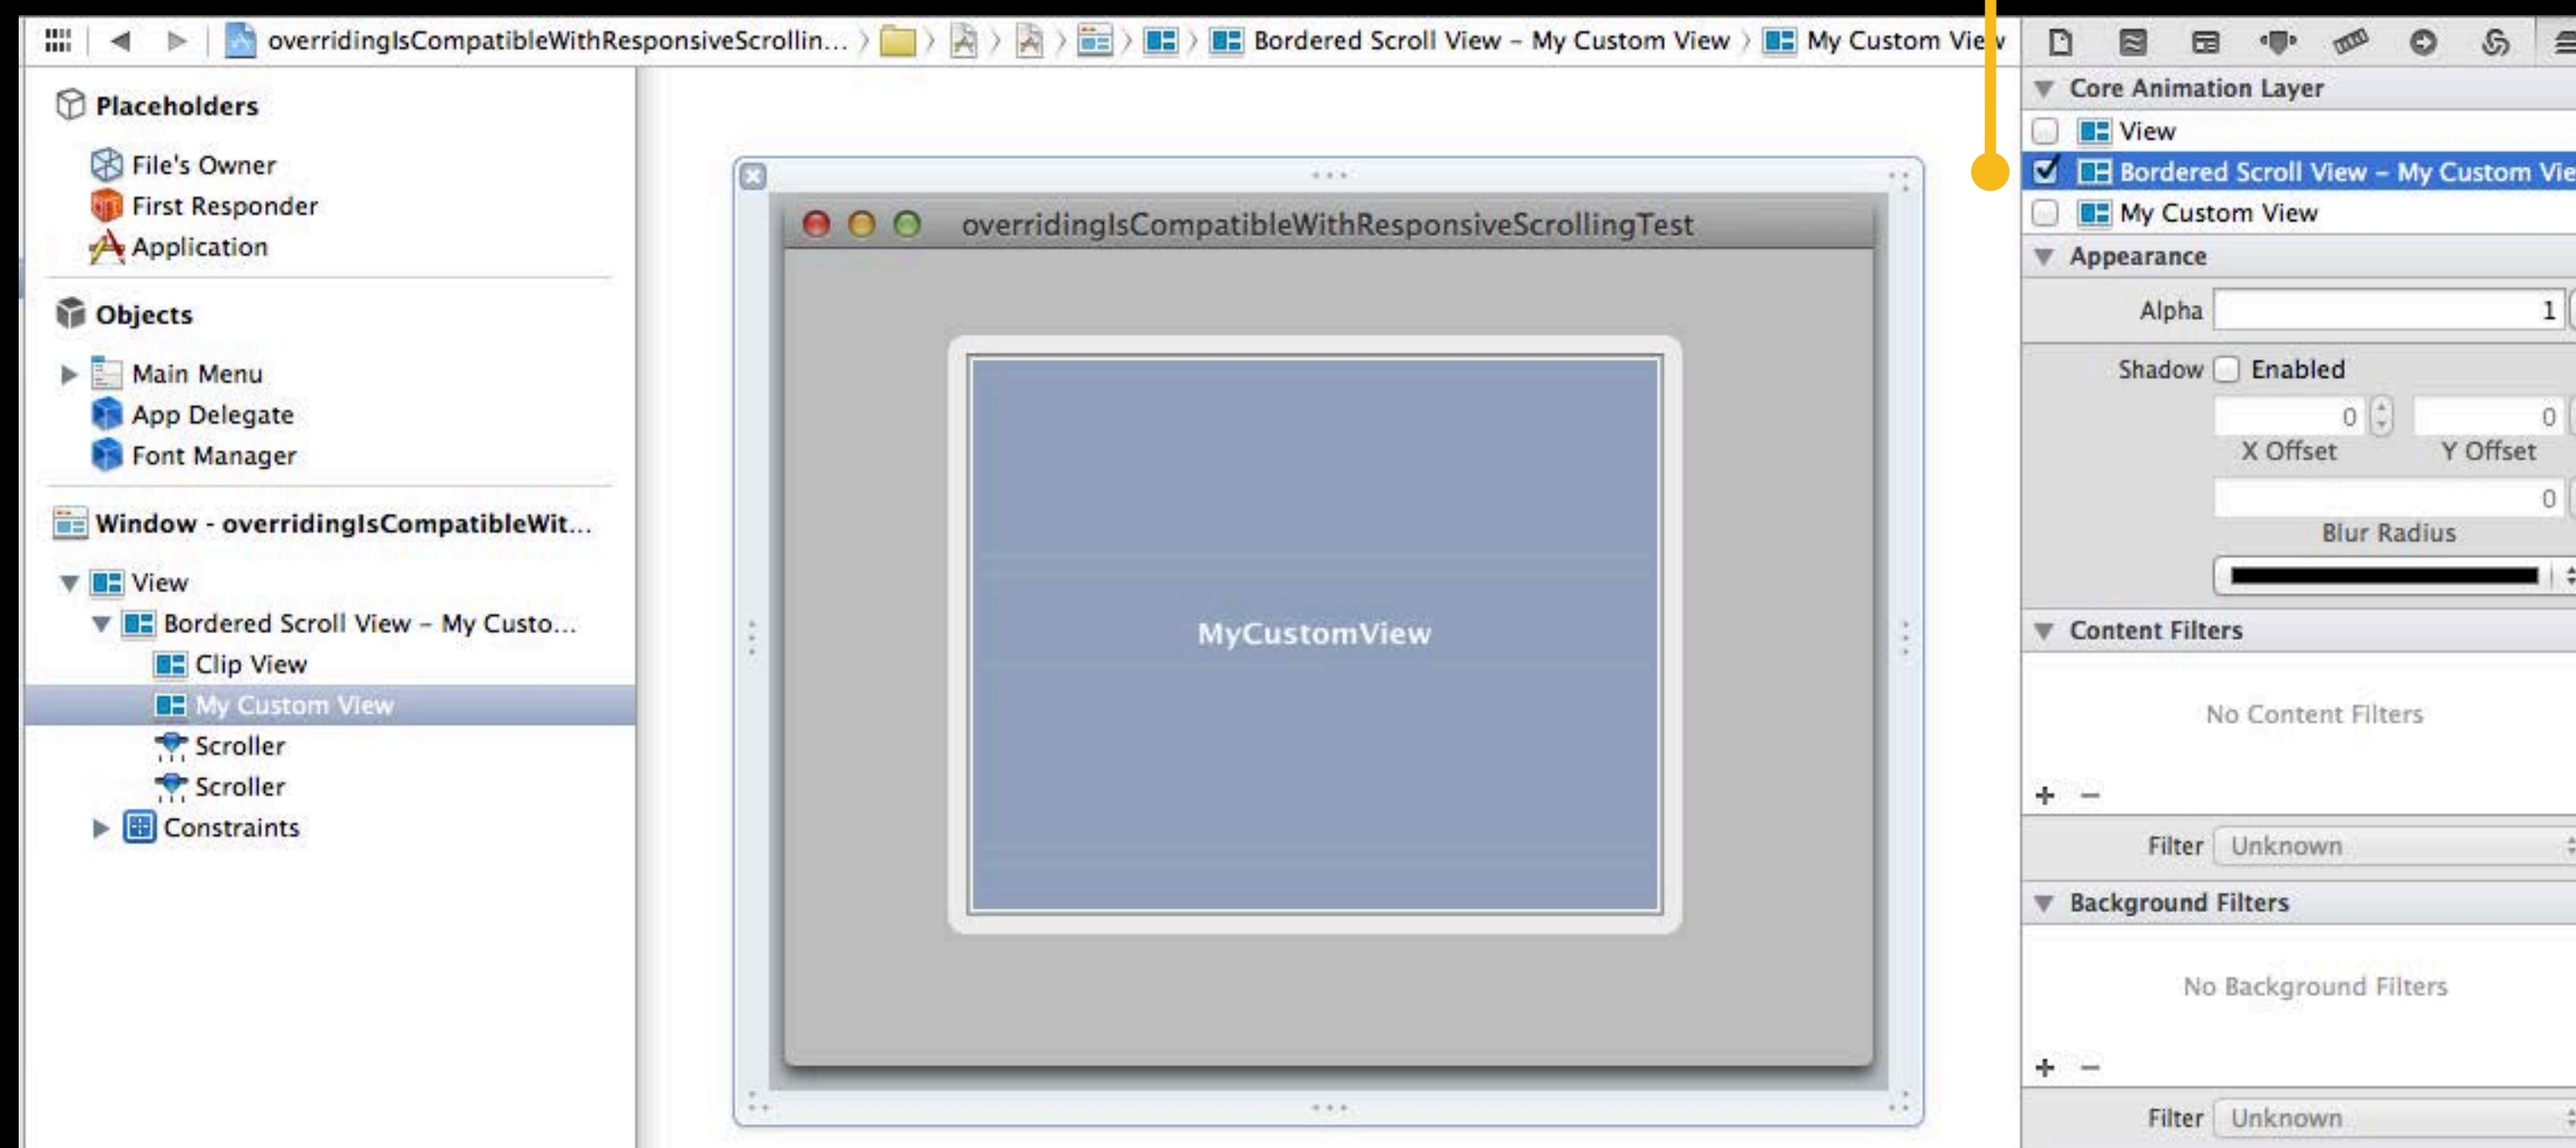 overridingIsCompatibleWithResponsiveScrollin... Bordered Scroll View – My Custom View My Custom View
Placeholders
File's Owner
First Responder
Application
Objects
Main Menu
App Delegate
Font Manager
Window - overridingIsCompatibleWit...
View
Bordered Scroll View – My Custo...
Clip View
My Custom View
Scroller
Scroller
Constraints
overridingIsCompatibleWithResponsiveScrollingTest
MyCustomView
Core Animation Layer
View
Bordered Scroll View – My Custom Vie
My Custom View
Appearance
Alpha 1
Shadow Enabled
0 0
X Offset Y Offset
0
Blur Radius
Content Filters
No Content Filters
Filter Unknown
Background Filters
No Background Filters
Filter Unknown